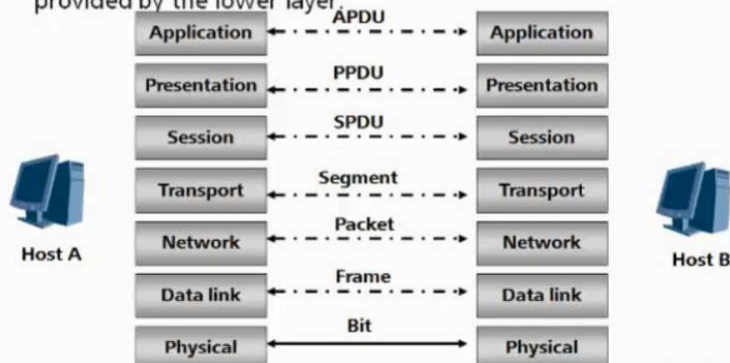 provided by the lower layer.
APDU
Application Application
PPDU
Presentation Presentation
SPDU
Session Session
Segment
Transport Transport
Packet
Network Network
Host A Host B
Frame
Data link Data link
Bit
Physical Physical